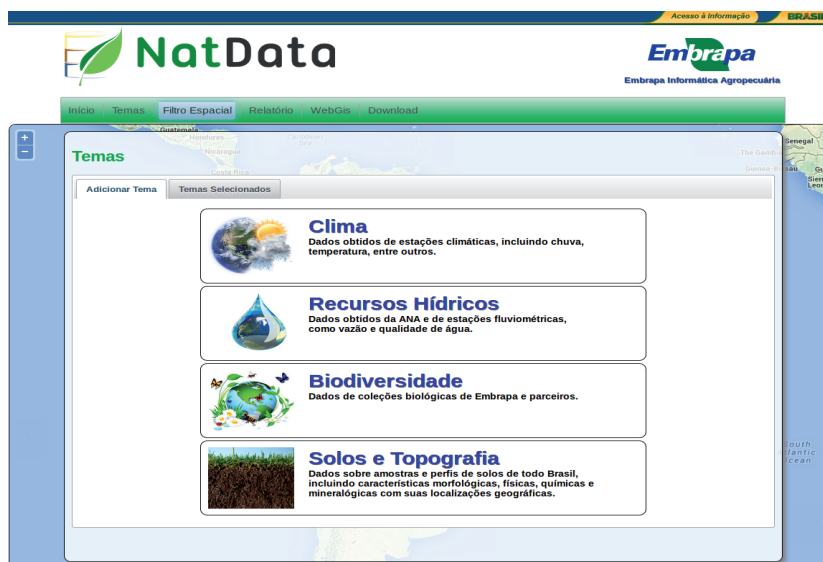 Acesso à Informação BRASIL
NatData
Embrapa
Embrapa Informática Agropecuária
Início Temas Filtro Espacial Relatório WebGis Download
+
−
Guatemala
Honduras
Caribbean
Sea
Nicaragua
Costa Rica
Senegal
The Gambia
Guinea-Bissau
Temas
Adicionar Tema Temas Selecionados
Clima
Dados obtidos de estações climáticas, incluindo chuva,
temperatura, entre outros.
Recursos Hídricos
Dados obtidos da ANA e de estações fluviométricas,
como vazão e qualidade de água.
Biodiversidade
Dados de coleções biológicas de Embrapa e parceiros.
Solos e Topografia
Dados sobre amostras e perfis de solos de todo Brasil,
incluindo características morfológicas, físicas, químicas e
mineralógicas com suas localizações geográficas.
South
Atlantic
Ocean